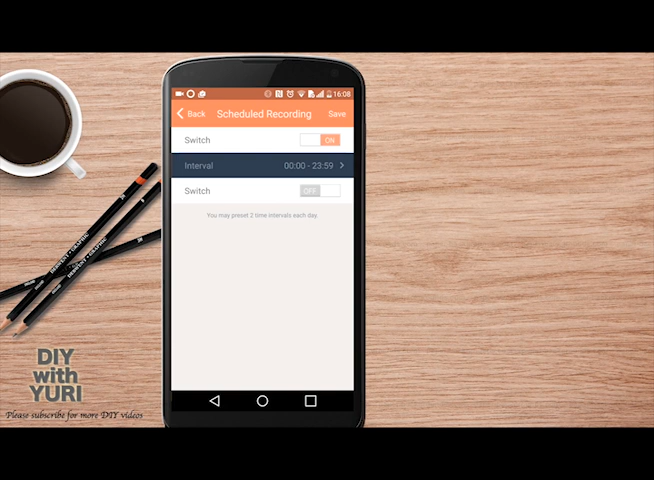 16:08
Back
Scheduled Recording
Save
Switch
ON
Interval
00:00 - 23:59
Switch
OFF
You may preset 2 time intervals each day.
DIY
with
YURI
Please subscribe for more DIY videos